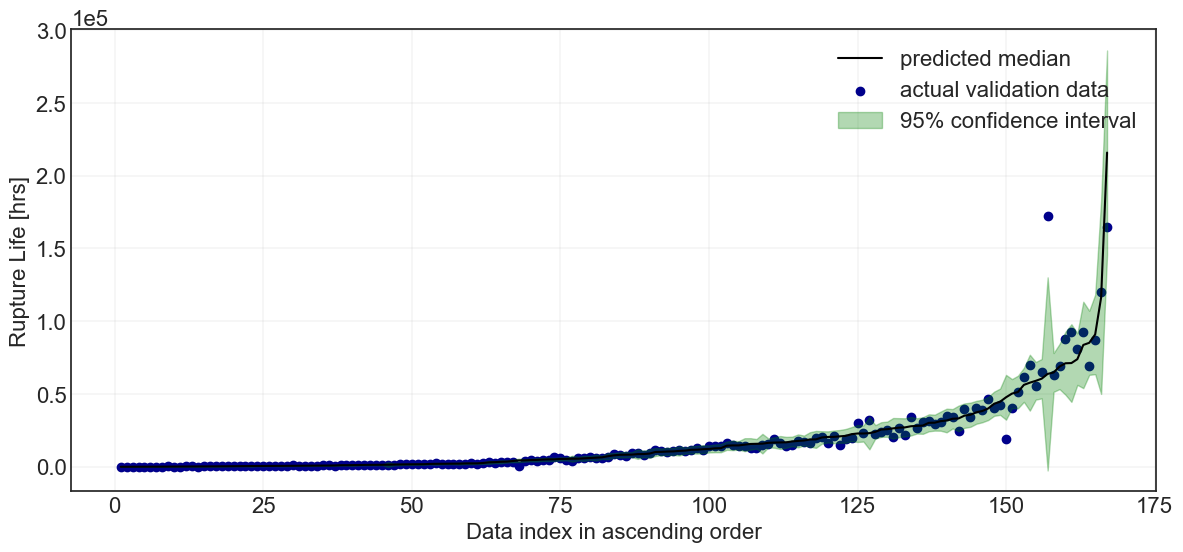 1e5
3.0
2.5
2.0
1.5
1.0
0.5
0.0
Rupture Life [hrs]
predicted median
actual validation data
95% confidence interval
0 25 50 75 100 125 150 175
Data index in ascending order